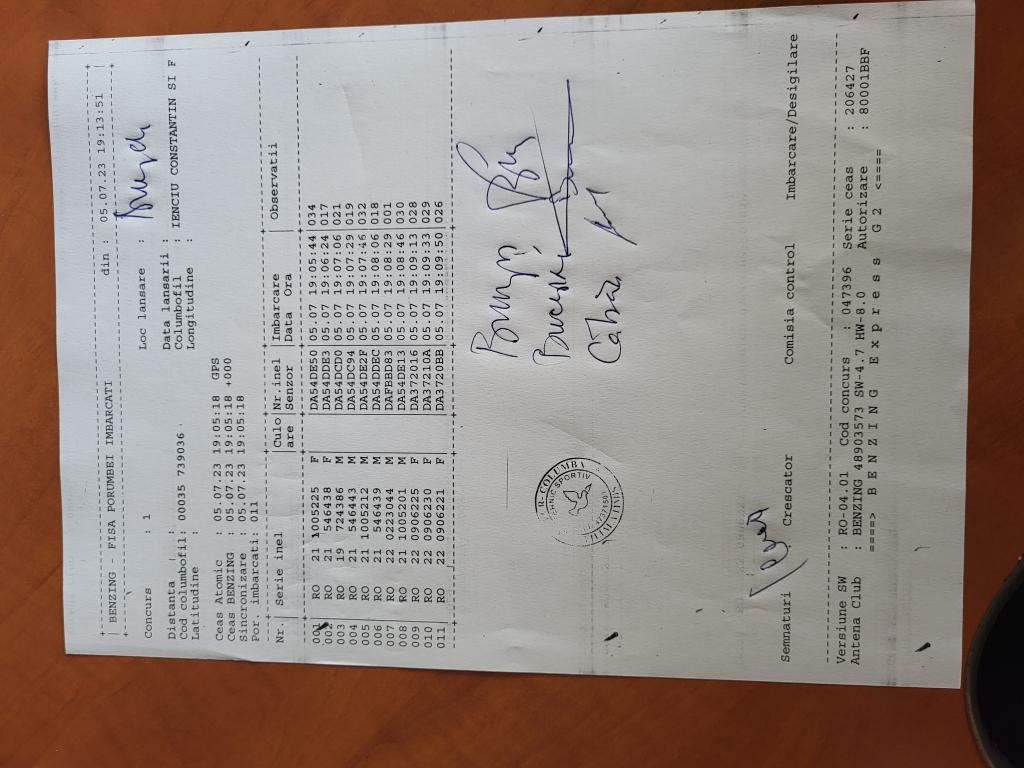 BENZING - FISA PORUMBEI IMBARCATI din : 05.07.23 19:13:51
Concurs : 1 Loc lansare :
Distanta : Data lansarii :
Cod columbofil: 00035 739036 Columbofil : IENCIU CONSTANTIN SI F
Latitudine : Longitudine :
Ceas Atomic : 05.07.23 19:05:18 GPS
Ceas BENZING : 05.07.23 19:05:18 +000
Sincronizare : 05.07.23 19:05:18
Por. imbarcati: 011
Nr. | Serie inel | Culo | Nr.inel | Imbarcare | Observatii
are | Senzor | Data Ora
001 RO 21 1005225 F | DA54DE50 | 05.07 19:05:44 | 034
002 RO 21 546438 F | DA54DDE3 | 05.07 19:06:24 | 017
003 RO 19 724386 M | DA54DCD0 | 05.07 19:07:06 | 021
004 RO 21 546443 M | DA54DC94 | 05.07 19:07:29 | 019
005 RO 21 1005212 M | DA54DE2F | 05.07 19:07:46 | 032
006 RO 21 546439 M | DA54DDEC | 05.07 19:08:06 | 018
007 RO 22 0223044 M | DAFBBD83 | 05.07 19:08:29 | 001
008 RO 21 1005201 M | DA54DE13 | 05.07 19:08:46 | 030
009 RO 22 0906225 F | DA372016 | 05.07 19:09:13 | 028
010 RO 22 0906230 F | DA37210A | 05.07 19:09:33 | 029
011 RO 22 0906221 F | DA3720BB | 05.07 19:09:50 | 026
COLUMBA
TEHNIC SPORTIV
Semnaturi Crescator Comisia control Imbarcare/Desigilare
Versiune SW : RO-04.01 Cod concurs : 047396 Serie ceas : 206427
Antena Club : BENZING 48903573 SW-4.7 HW-8.0 Autorizare : 80001BBF
====> B E N Z I N G E x p r e s s G 2 <====